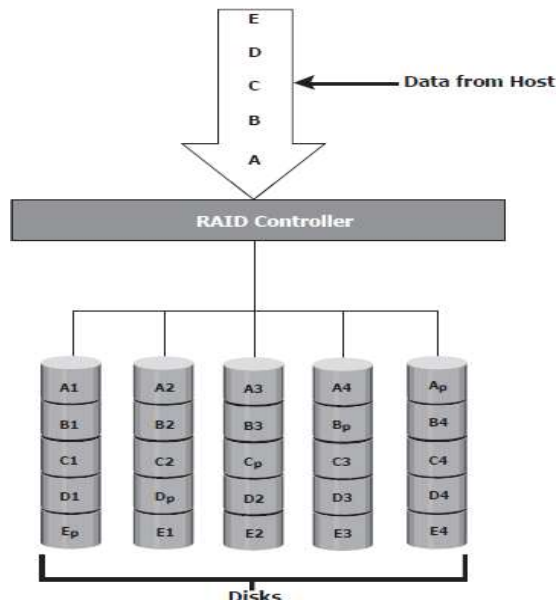 E
D
Data from Host
C
B
A
RAID Controller
A1 A2 A3 A4 Ap
B1 B2 B3 Bp B4
C1 C2 Cp C3 C4
D1 Dp D2 D3 D4
Ep E1 E2 E3 E4
Disks